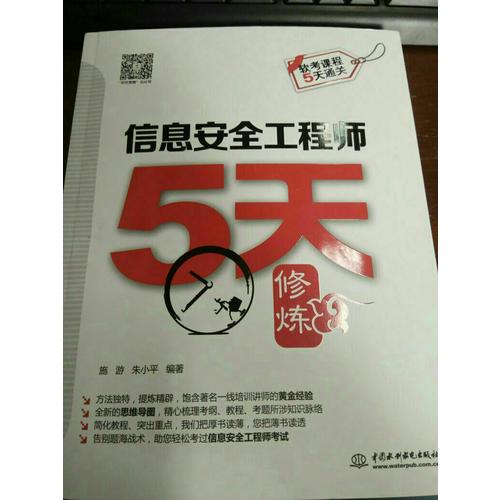 软考课程
5天通关
信息安全工程师
5天
修炼
施 游 朱小平 编著
方法独特，提炼精辟，饱含著名一线培训讲师的黄金经验
全新的思维导图，精心梳理考纲、教程、考题所涉知识脉络
简化教程、突出重点，我们把厚书读薄，您把薄书读透
告别题海战术，助您轻松考过信息安全工程师考试
中国水利水电出版社
www.waterpub.com.cn